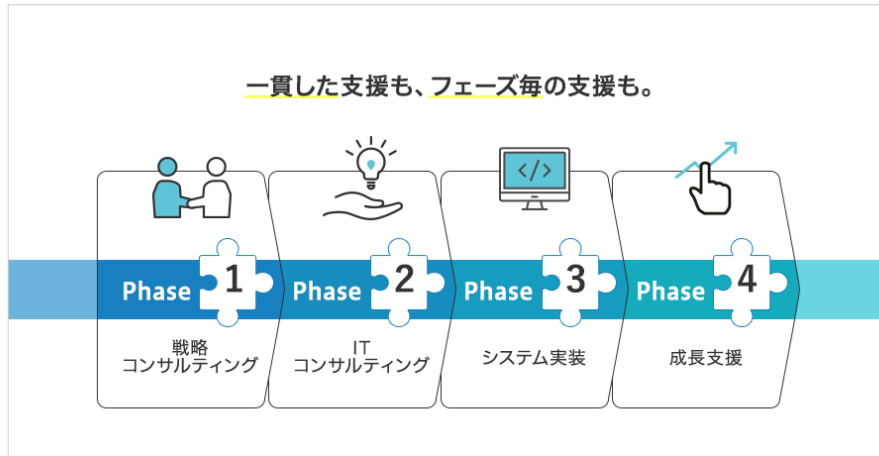 一貫した支援も、フェーズ毎の支援も。
</>
Phase 1
Phase 2
Phase 3
Phase 4
戦略
コンサルティング
IT
コンサルティング
システム実装
成長支援